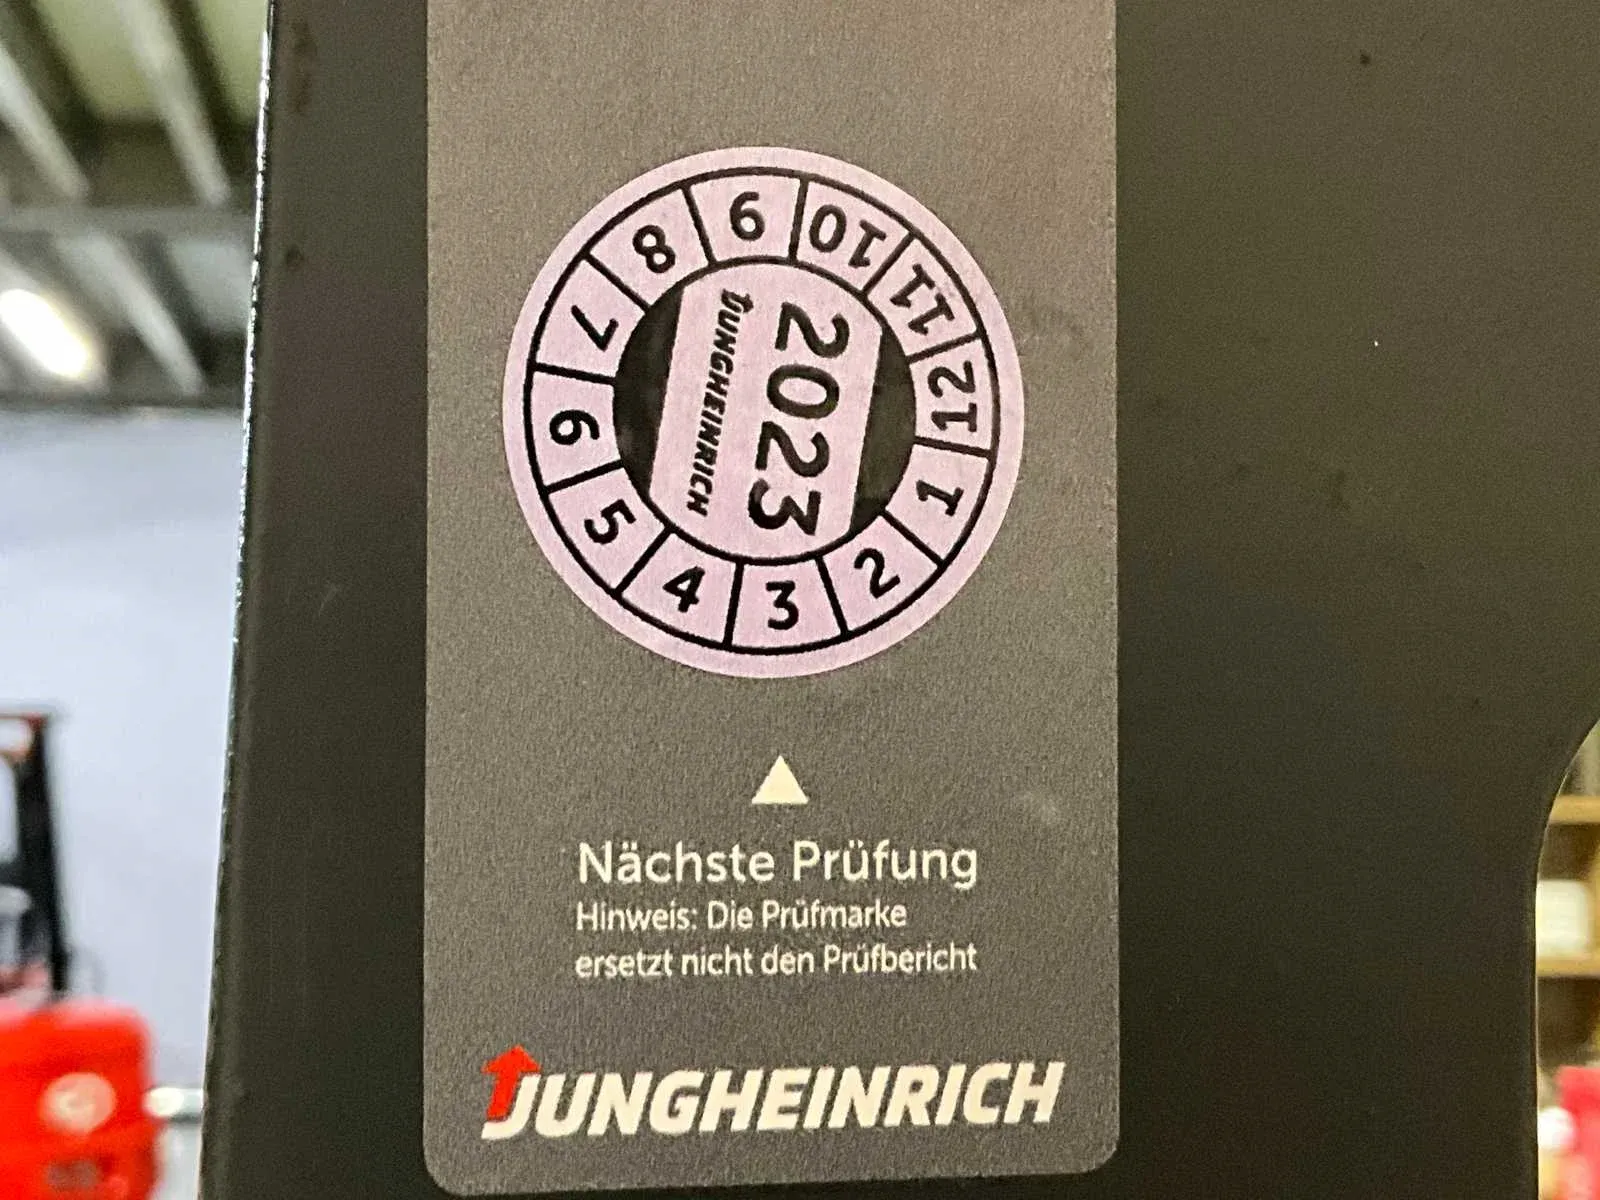 9
10
11
12
1
2
3
4
5
6
7
8
2023
JUNGHEINRICH
Nächste Prüfung
Hinweis: Die Prüfmarke
ersetzt nicht den Prüfbericht
JUNGHEINRICH